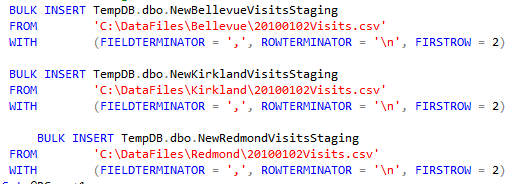 BULK INSERT TempDB.dbo.NewBellevueVisitsStaging
FROM 'C:\DataFiles\Bellevue\20100102Visits.csv'
WITH (FIELDTERMINATOR = ',', ROWTERMINATOR = '\n', FIRSTROW = 2)
BULK INSERT TempDB.dbo.NewKirklandVisitsStaging
FROM 'C:\DataFiles\Kirkland\20100102Visits.csv'
WITH (FIELDTERMINATOR = ',', ROWTERMINATOR = '\n', FIRSTROW = 2)
BULK INSERT TempDB.dbo.NewRedmondVisitsStaging
FROM 'C:\DataFiles\Redmond\20100102Visits.csv'
WITH (FIELDTERMINATOR = ',', ROWTERMINATOR = '\n', FIRSTROW = 2)